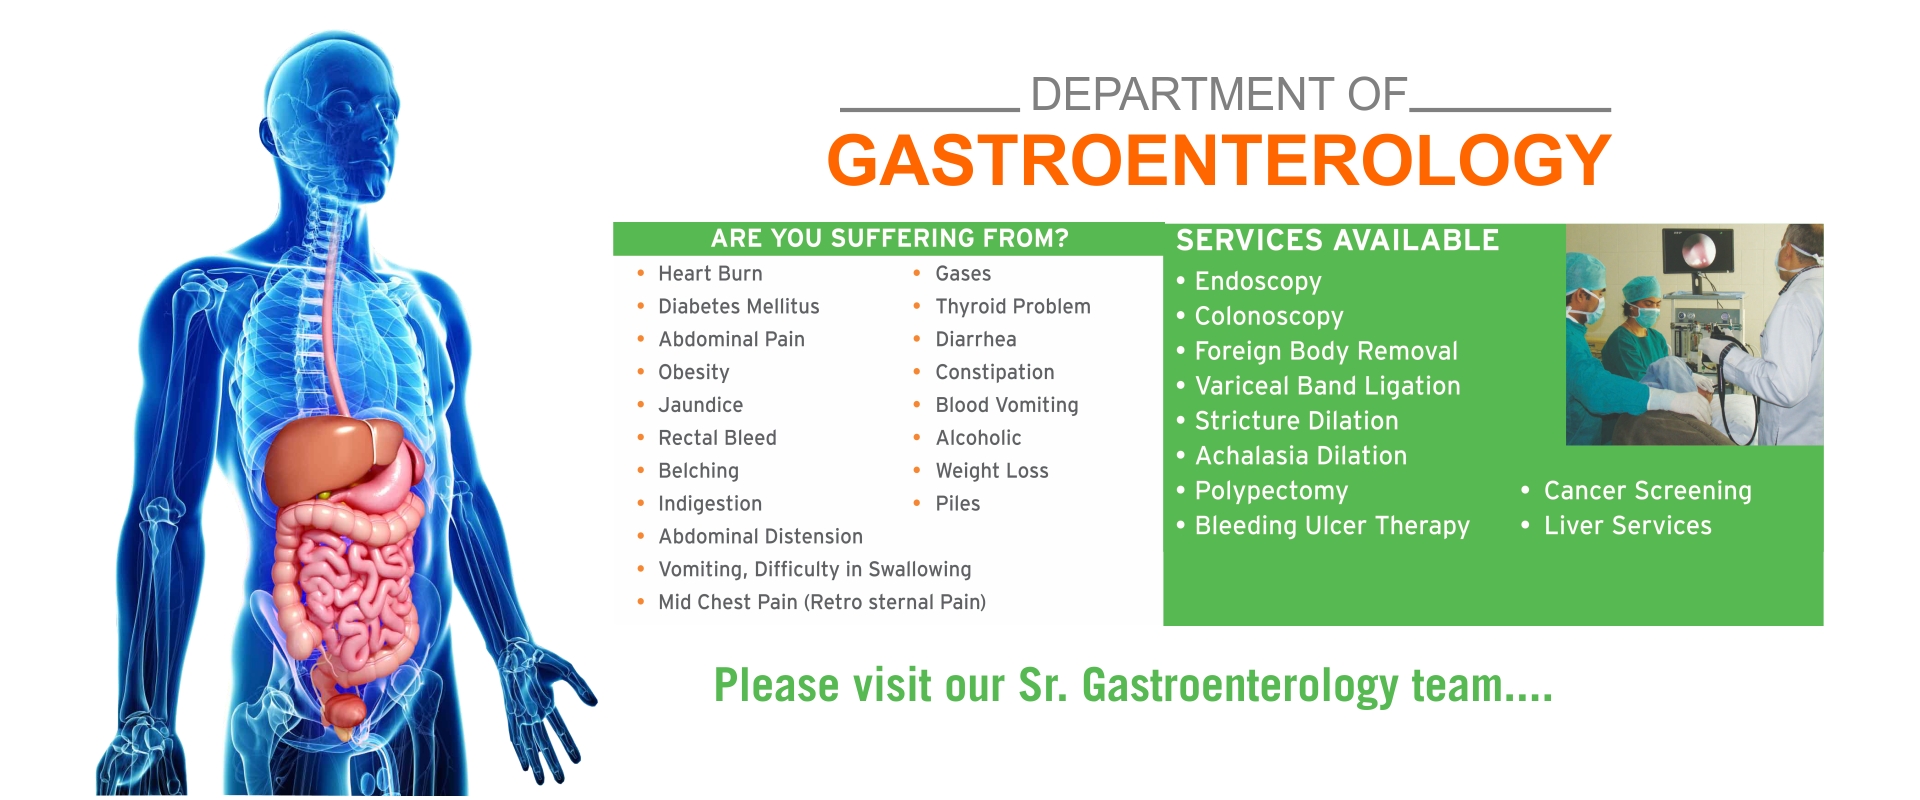 DEPARTMENT OF
GASTROENTEROLOGY
ARE YOU SUFFERING FROM?
• Heart Burn
• Diabetes Mellitus
• Abdominal Pain
• Obesity
• Jaundice
• Rectal Bleed
• Belching
• Indigestion
• Abdominal Distension
• Vomiting, Difficulty in Swallowing
• Mid Chest Pain (Retro sternal Pain)
• Gases
• Thyroid Problem
• Diarrhea
• Constipation
• Blood Vomiting
• Alcoholic
• Weight Loss
• Piles
SERVICES AVAILABLE
• Endoscopy
• Colonoscopy
• Foreign Body Removal
• Variceal Band Ligation
• Stricture Dilation
• Achalasia Dilation
• Polypectomy
• Bleeding Ulcer Therapy
• Cancer Screening
• Liver Services
Please visit our Sr. Gastroenterology team....